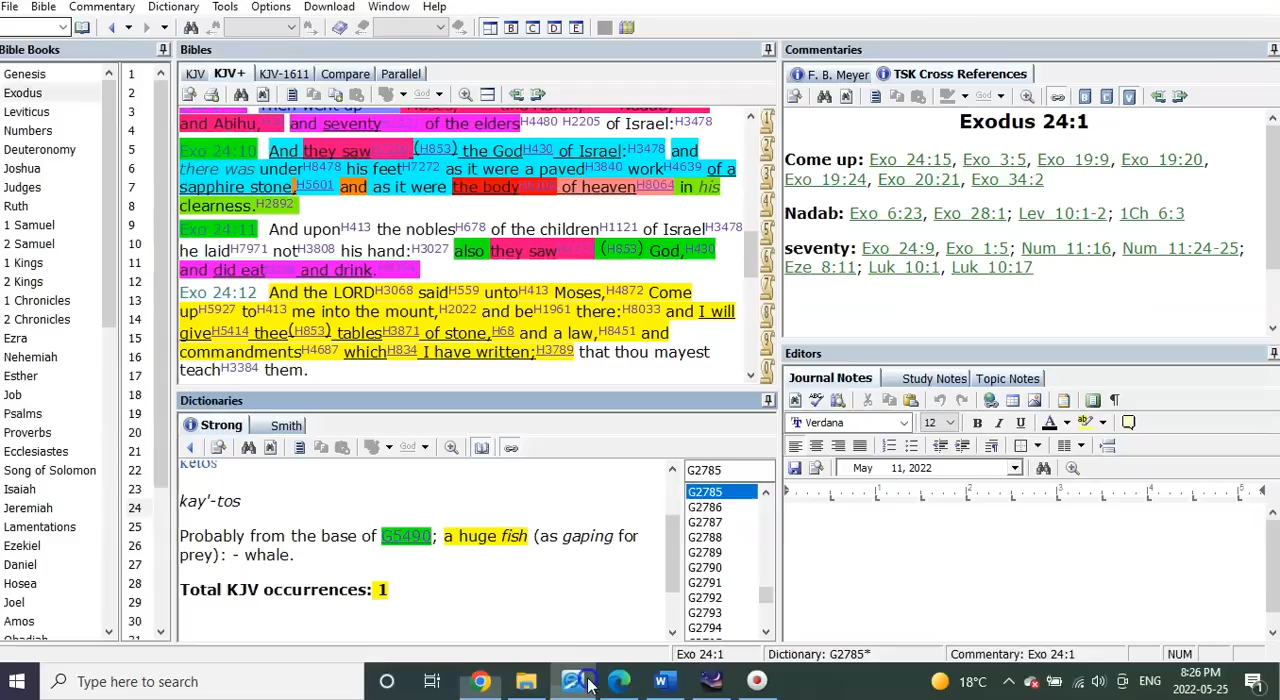 File Bible Commentary Dictionary Tools Options Download Window Help
B C D E
Bible Books
Genesis
Exodus
Leviticus
Numbers
Deuteronomy
Joshua
Judges
Ruth
1 Samuel
2 Samuel
1 Kings
2 Kings
1 Chronicles
2 Chronicles
Ezra
Nehemiah
Esther
Job
Psalms
Proverbs
Ecclesiastes
Song of Solomon
Isaiah
Jeremiah
Lamentations
Ezekiel
Daniel
Hosea
Joel
Amos
Obadiah
1
2
3
4
5
6
7
8
9
10
11
12
13
14
15
16
17
18
19
20
21
22
23
24
25
26
27
28
29
30
31
Bibles
KJV KJV+ KJV-1611 Compare Parallel
God
and Abihu, and seventy of the elders H4480 H2205 of Israel: H3478
Exo 24:10 And they saw (H853) the God H430 of Israel: H3478 and
there was under H8478 his feet H7272 as it were a paved H3840 work H4639 of a
sapphire stone, H5601 and as it were the body of heaven H8064 in his
clearness. H2892
Exo 24:11 And upon H413 the nobles H678 of the children H1121 of Israel H3478
he laid H7971 not H3808 his hand: H3027 also they saw (H853) God, H430
and did eat and drink.
Exo 24:12 And the LORD H3068 said H559 unto H413 Moses, H4872 Come
up H5927 to H413 me into the mount, H2022 and be H1961 there: H8033 and I will
give H5414 thee (H853) tables H3871 of stone, H68 and a law, H8451 and
commandments H4687 which H834 I have written; H3789 that thou mayest
teach H3384 them.
Dictionaries
Strong Smith
God
ketos
kay'-tos
Probably from the base of G5490; a huge fish (as gaping for
prey): - whale.
Total KJV occurrences: 1
G2785
G2785
G2786
G2787
G2788
G2789
G2790
G2791
G2792
G2793
G2794
Commentaries
F. B. Meyer TSK Cross References
God B C V
Exodus 24:1
Come up: Exo 24:15, Exo 3:5, Exo 19:9, Exo 19:20,
Exo 19:24, Exo 20:21, Exo 34:2
Nadab: Exo 6:23, Exo 28:1; Lev 10:1-2; 1Ch 6:3
seventy: Exo 24:9, Exo 1:5; Num 11:16, Num 11:24-25;
Eze 8:11; Luk 10:1, Luk 10:17
Editors
Journal Notes Study Notes Topic Notes
Verdana 12 B I U A
May 11, 2022
1 2 3 4 5
Exo 24:1 Dictionary: G2785* Commentary: Exo 24:1 NUM
Type here to search
18°C ENG
8:26 PM
2022-05-25